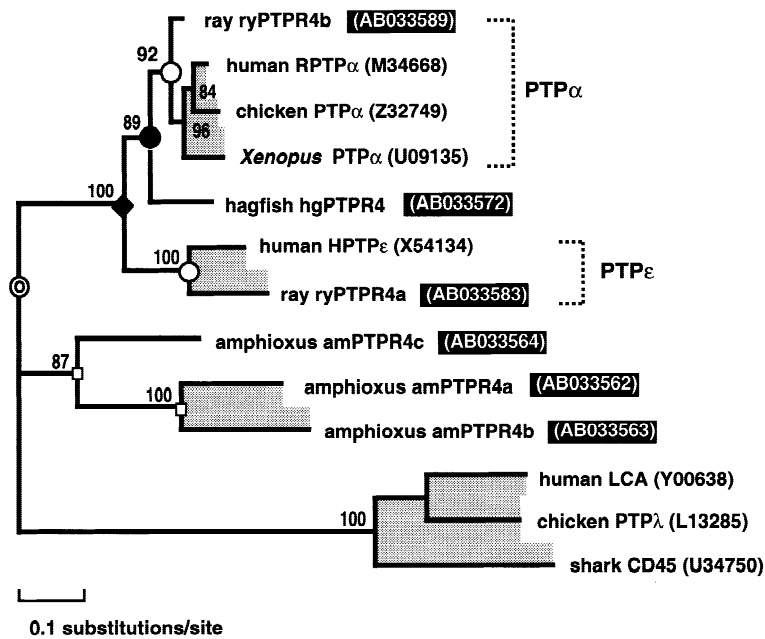 ray ryPTPR4b (AB033589)
92
human RPTPα (M34668)
PTPα
84
chicken PTPα (Z32749)
89
96
Xenopus PTPα (U09135)
100
hagfish hgPTPR4 (AB033572)
human HPTPε (X54134)
100
PTPε
ray ryPTPR4a (AB033583)
amphioxus amPTPR4c (AB033564)
87
amphioxus amPTPR4a (AB033562)
100
amphioxus amPTPR4b (AB033563)
human LCA (Y00638)
100
chicken PTPλ (L13285)
shark CD45 (U34750)
0.1 substitutions/site